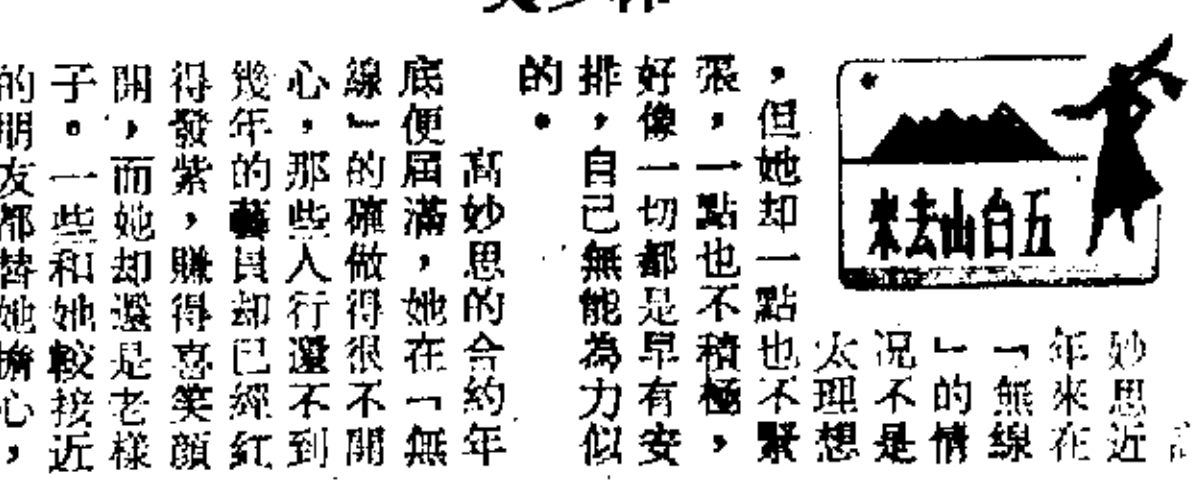 五台山去來
妙思近
年來在
「無線
」的情
況不是
太理想
，但她却一點也不緊
張，一點也不積極，
好像一切都是早有安
排，自己無能為力似
的。
高妙思的合約年
底便屆滿，她在「無
線」的確做得很不開
心，那些入行還不到
幾年的藝員却已經紅
得發紫，賺得喜笑顏
開，而她却還是老樣
子。一些和她較接近
的朋友都替她擔心，